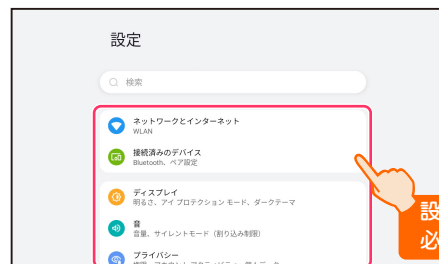 設定
検索
ネットワークとインターネット
WLAN
接続済みのデバイス
Bluetooth、ペア設定
ディスプレイ
明るさ、アイ プロテクション モード、ダークテーマ
音
音量、サイレントモード（割り込み制限）
プライバシー
設
必